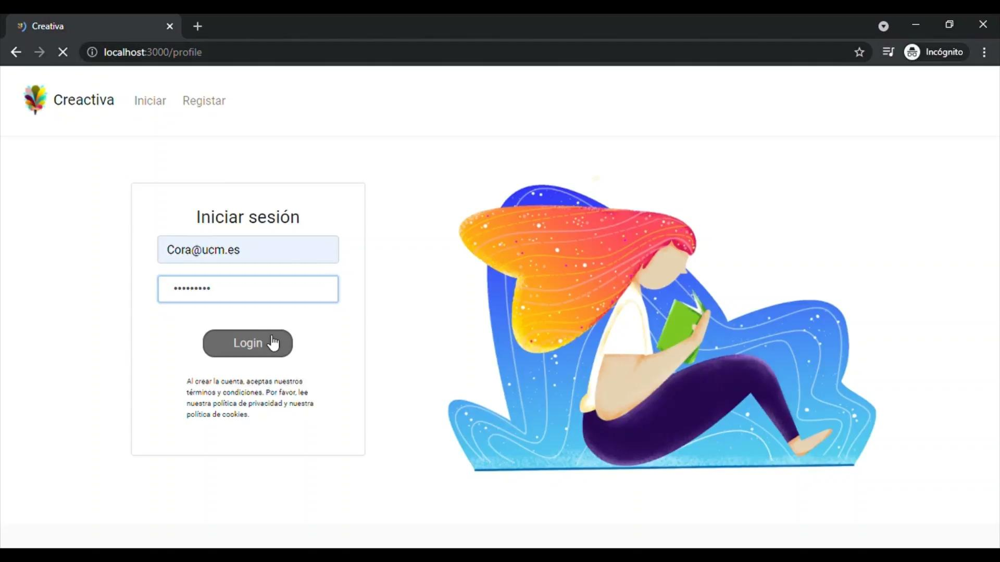 Creativa
localhost:3000/profile
Incógnito
Creactiva
Iniciar
Registar
Iniciar sesión
Cora@ucm.es
•••••••••
Login
Al crear la cuenta, aceptas nuestros
términos y condiciones. Por favor, lee
nuestra política de privacidad y nuestra
política de cookies.